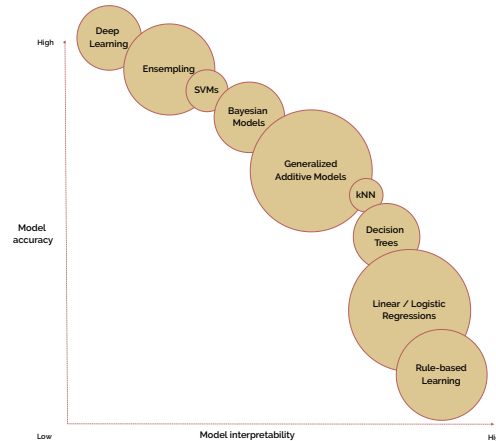 Deep
Learning
High
Ensempling
SVMs
Bayesian
Models
Generalized
Additive Models
kNN
Model
accuracy
Decision
Trees
Linear / Logistic
Regressions
Rule-based
Learning
Low
Model interpretability
Hi